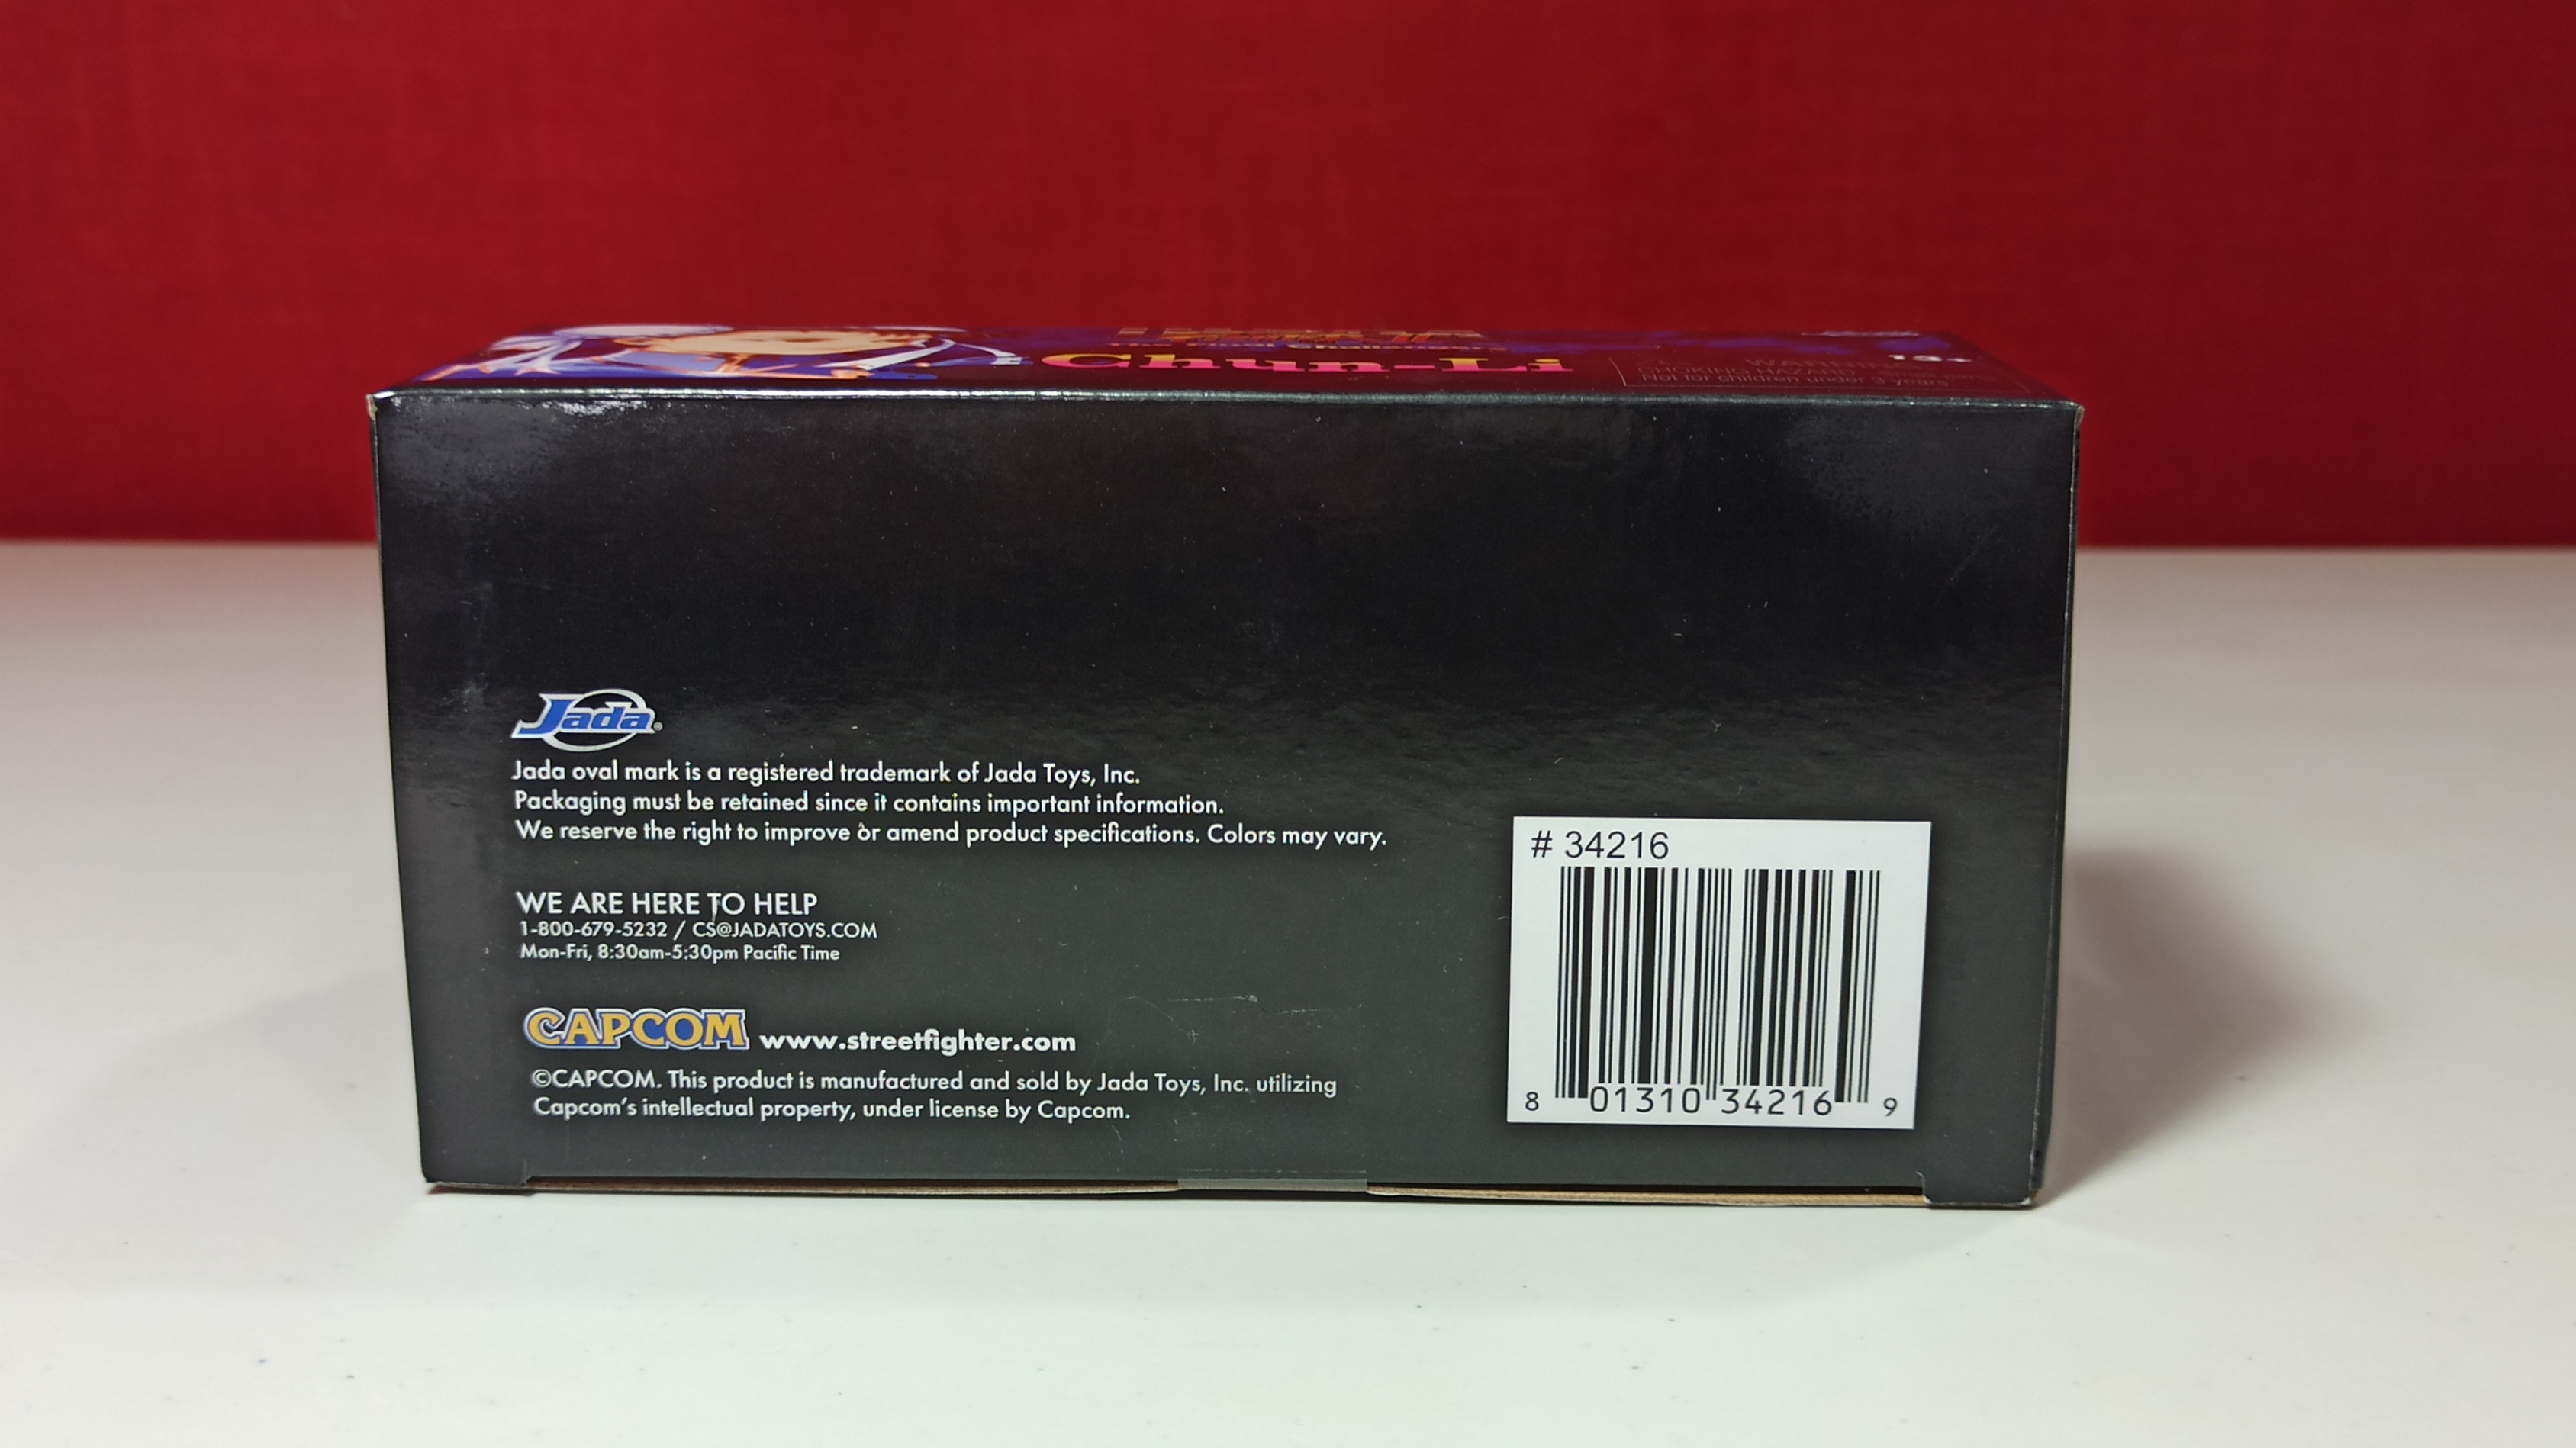 Chun-Li
13+
WARNING:
CHOKING HAZARD
Not for children under 3 years
Jada®
Jada oval mark is a registered trademark of Jada Toys, Inc.
Packaging must be retained since it contains important information.
We reserve the right to improve or amend product specifications. Colors may vary.
WE ARE HERE TO HELP
1-800-679-5232 / CS@JADATOYS.COM
Mon-Fri, 8:30am-5:30pm Pacific Time
CAPCOM www.streetfighter.com
©CAPCOM. This product is manufactured and sold by Jada Toys, Inc. utilizing
Capcom's intellectual property, under license by Capcom.
# 34216
8 01310 34216 9